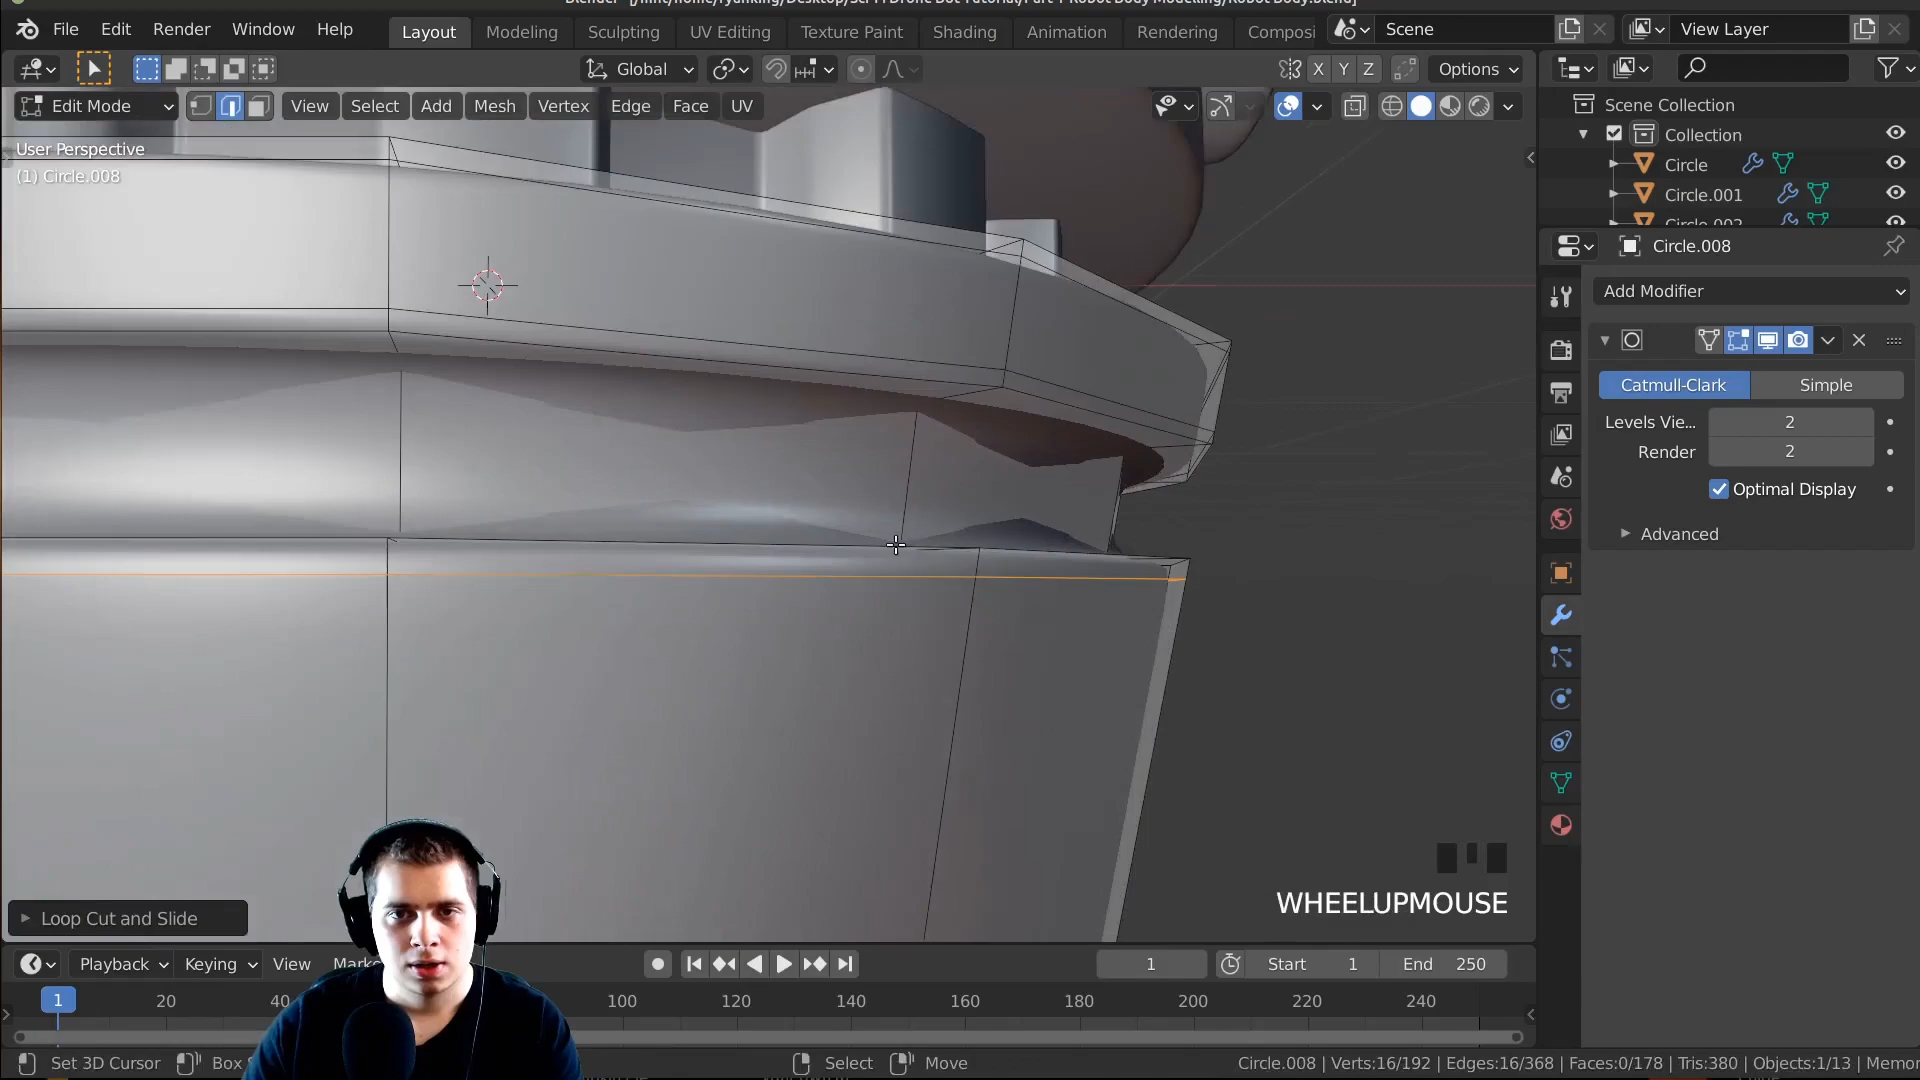 File Edit Render Window Help
Layout Modeling Sculpting UV Editing Texture Paint Shading Animation Rendering Composi
Scene
View Layer
Global
X Y Z
Options
Edit Mode
View Select Add Mesh Vertex Edge Face UV
User Perspective
(1) Circle.008
Scene Collection
Collection
Circle
Circle.001
Circle.008
Add Modifier
Catmull-Clark Simple
Levels Vie... 2
Render 2
Optimal Display
Advanced
WHEELUPMOUSE
Loop Cut and Slide
Playback Keying View
1
Start 1
End 250
1 20 40 100 120 140 160 180 200 220 240
Set 3D Cursor
Box
Select
Move
Circle.008 | Verts:16/192 | Edges:16/368 | Faces:0/178 | Tris:380 | Objects:1/13 | Memor